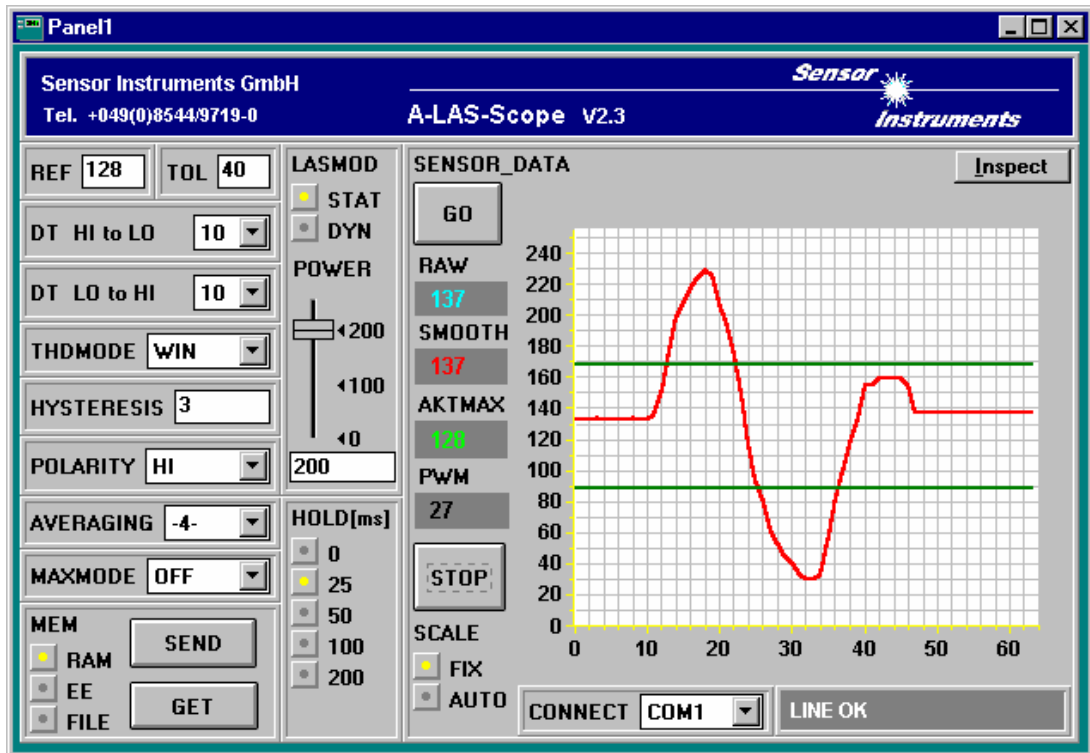 Panel1
Sensor Instruments GmbH
Tel. +049(0)8544/9719-0
A-LAS-Scope V2.3
Sensor
Instruments
REF 128
TOL 40
DT HI to LO 10
DT LO to HI 10
THDMODE WIN
HYSTERESIS 3
POLARITY HI
AVERAGING -4-
MAXMODE OFF
MEM
RAM
EE
FILE
SEND
GET
LASMOD
STAT
DYN
POWER
200
100
0
200
HOLD[ms]
0
25
50
100
200
SENSOR_DATA
Inspect
GO
RAW
137
SMOOTH
137
AKTMAX
128
PWM
27
STOP
SCALE
FIX
AUTO
240
220
200
180
160
140
120
100
80
60
40
20
0
0 10 20 30 40 50 60
CONNECT COM1
LINE OK